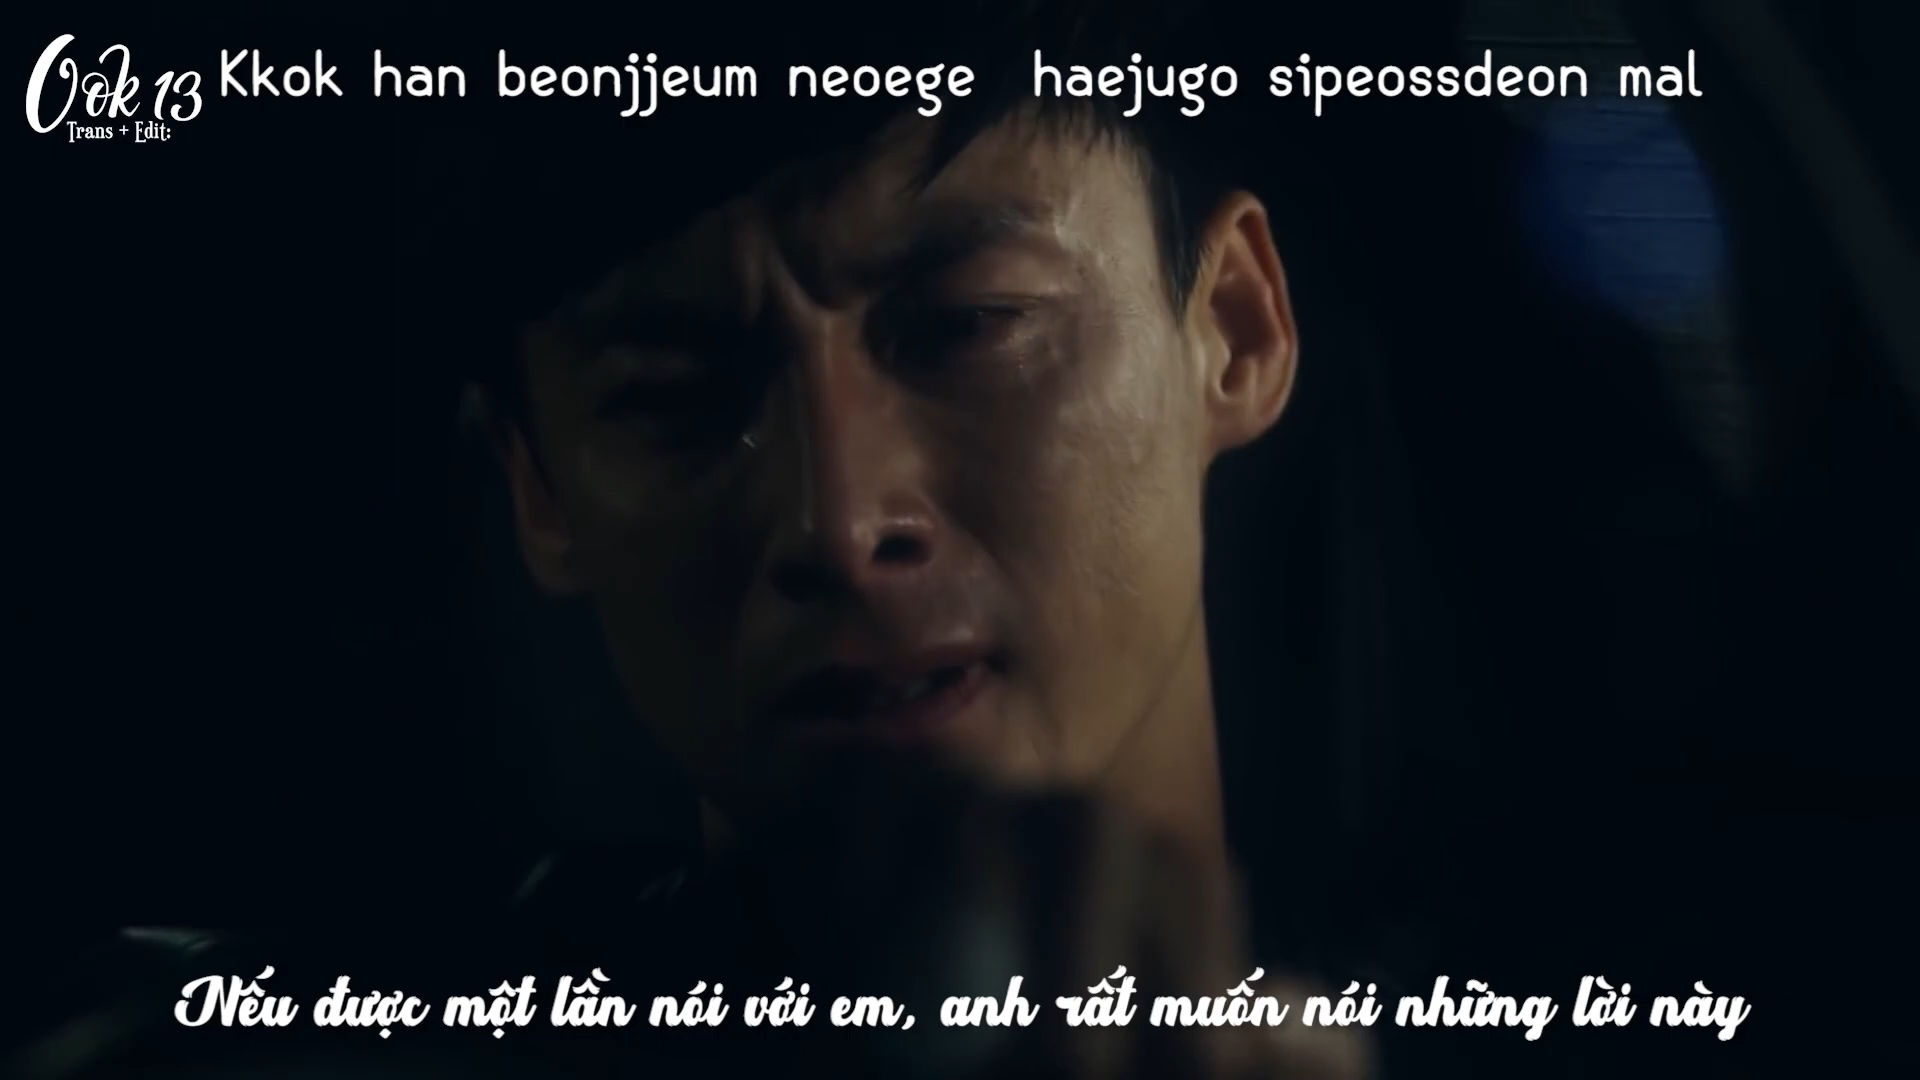 Ook 13
Trans + Edit:
Kkok han beonjjeum neoege haejugo sipeossdeon mal
Nếu được một lần nói với em, anh rất muốn nói những lời này